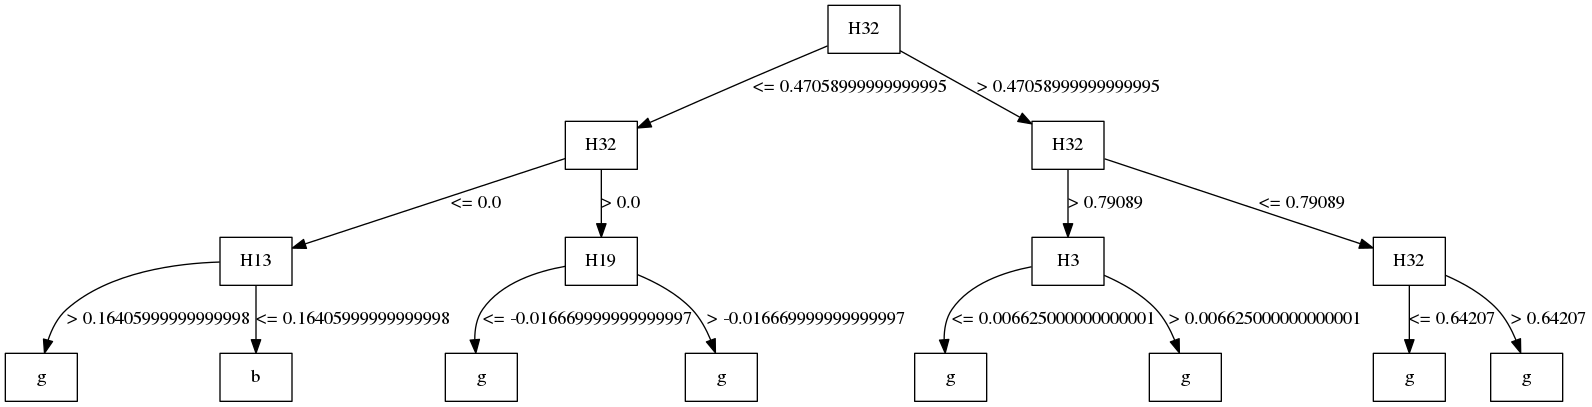 H32
<= 0.47058999999999995
> 0.47058999999999995
H32
H32
<= 0.0
> 0.0
> 0.79089
<= 0.79089
H13
H19
H3
H32
> 0.16405999999999998
<= 0.16405999999999998
<= -0.016669999999999997
> -0.016669999999999997
<= 0.006625000000000001
> 0.006625000000000001
<= 0.64207
> 0.64207
g
b
g
g
g
g
g
g